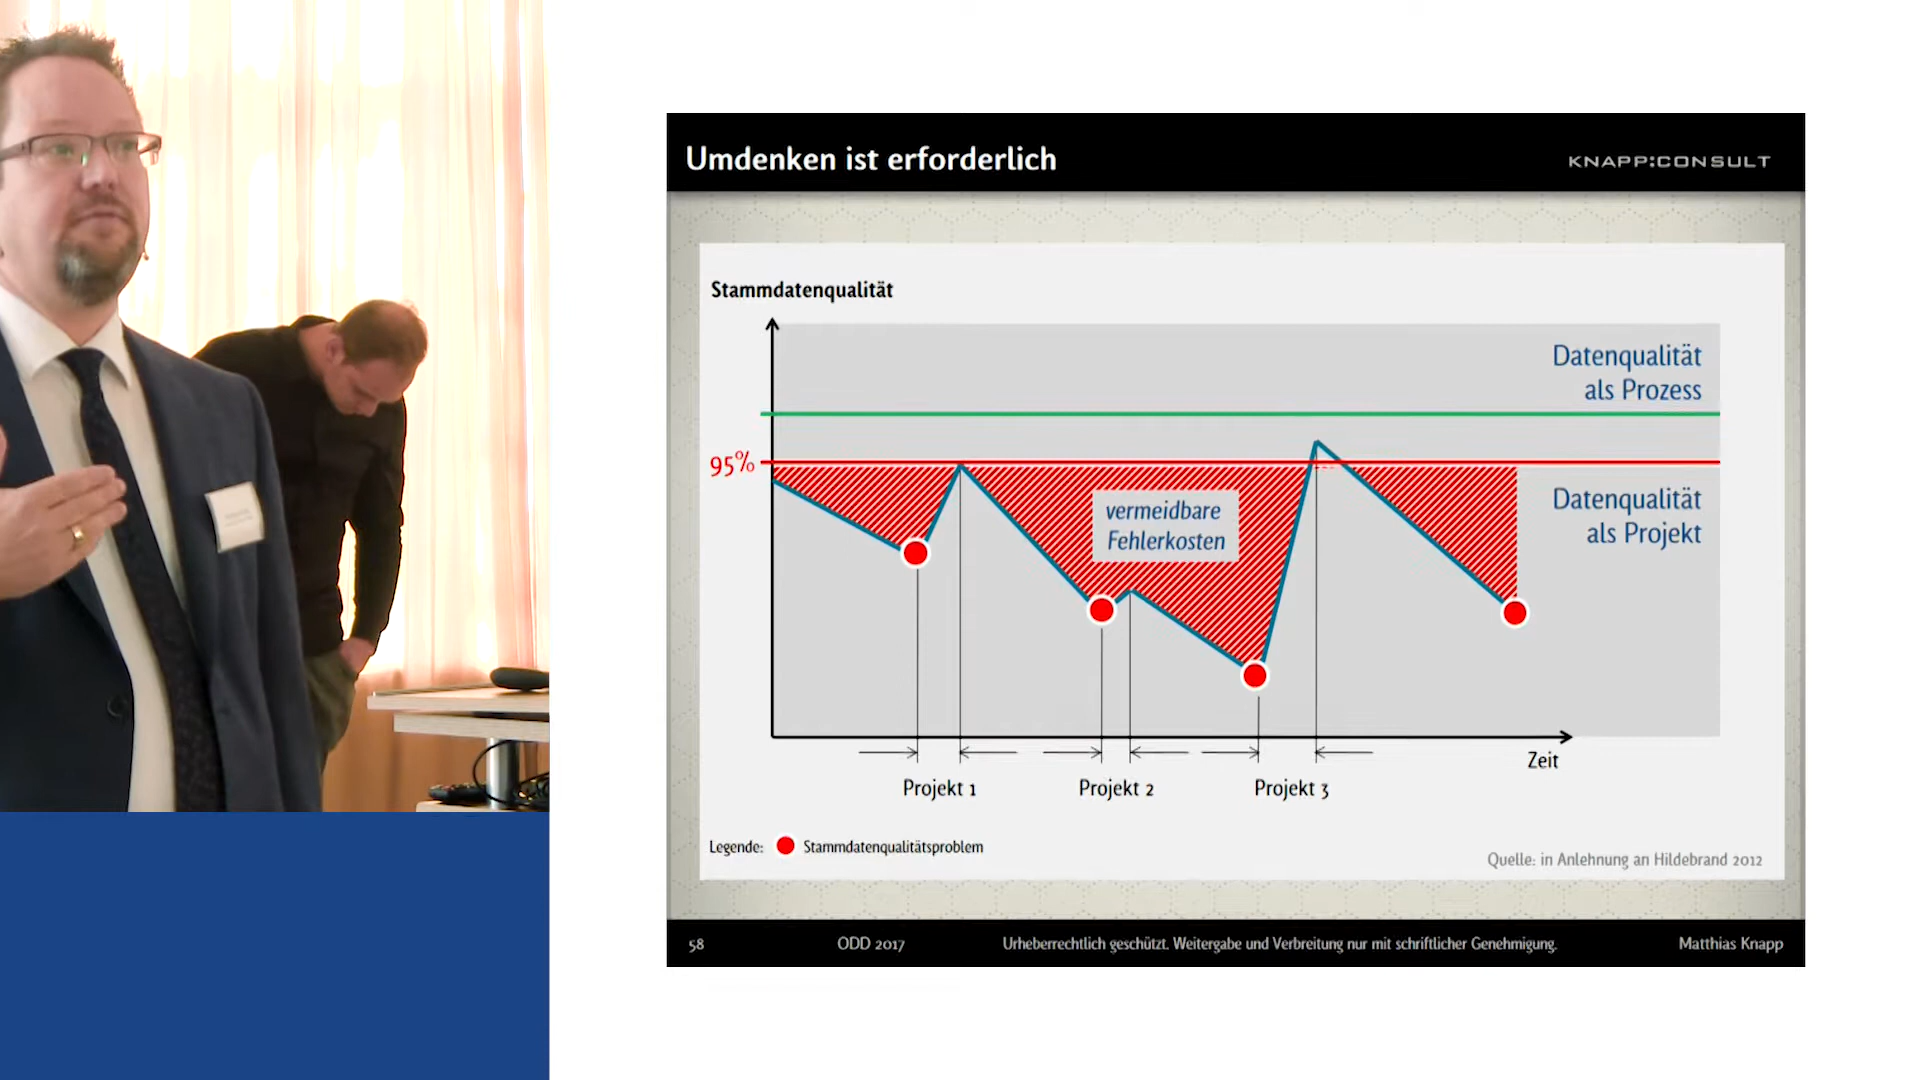 Umdenken ist erforderlich
KNAPP:CONSULT
Stammdatenqualität
Datenqualität
als Prozess
95%
Datenqualität
als Projekt
vermeidbare
Fehlerkosten
Zeit
Projekt 1
Projekt 2
Projekt 3
Legende:
Stammdatenqualitätsproblem
Quelle: in Anlehnung an Hildebrand 2012
58
ODD 2017
Urheberrechtlich geschützt. Weitergabe und Verbreitung nur mit schriftlicher Genehmigung.
Matthias Knapp